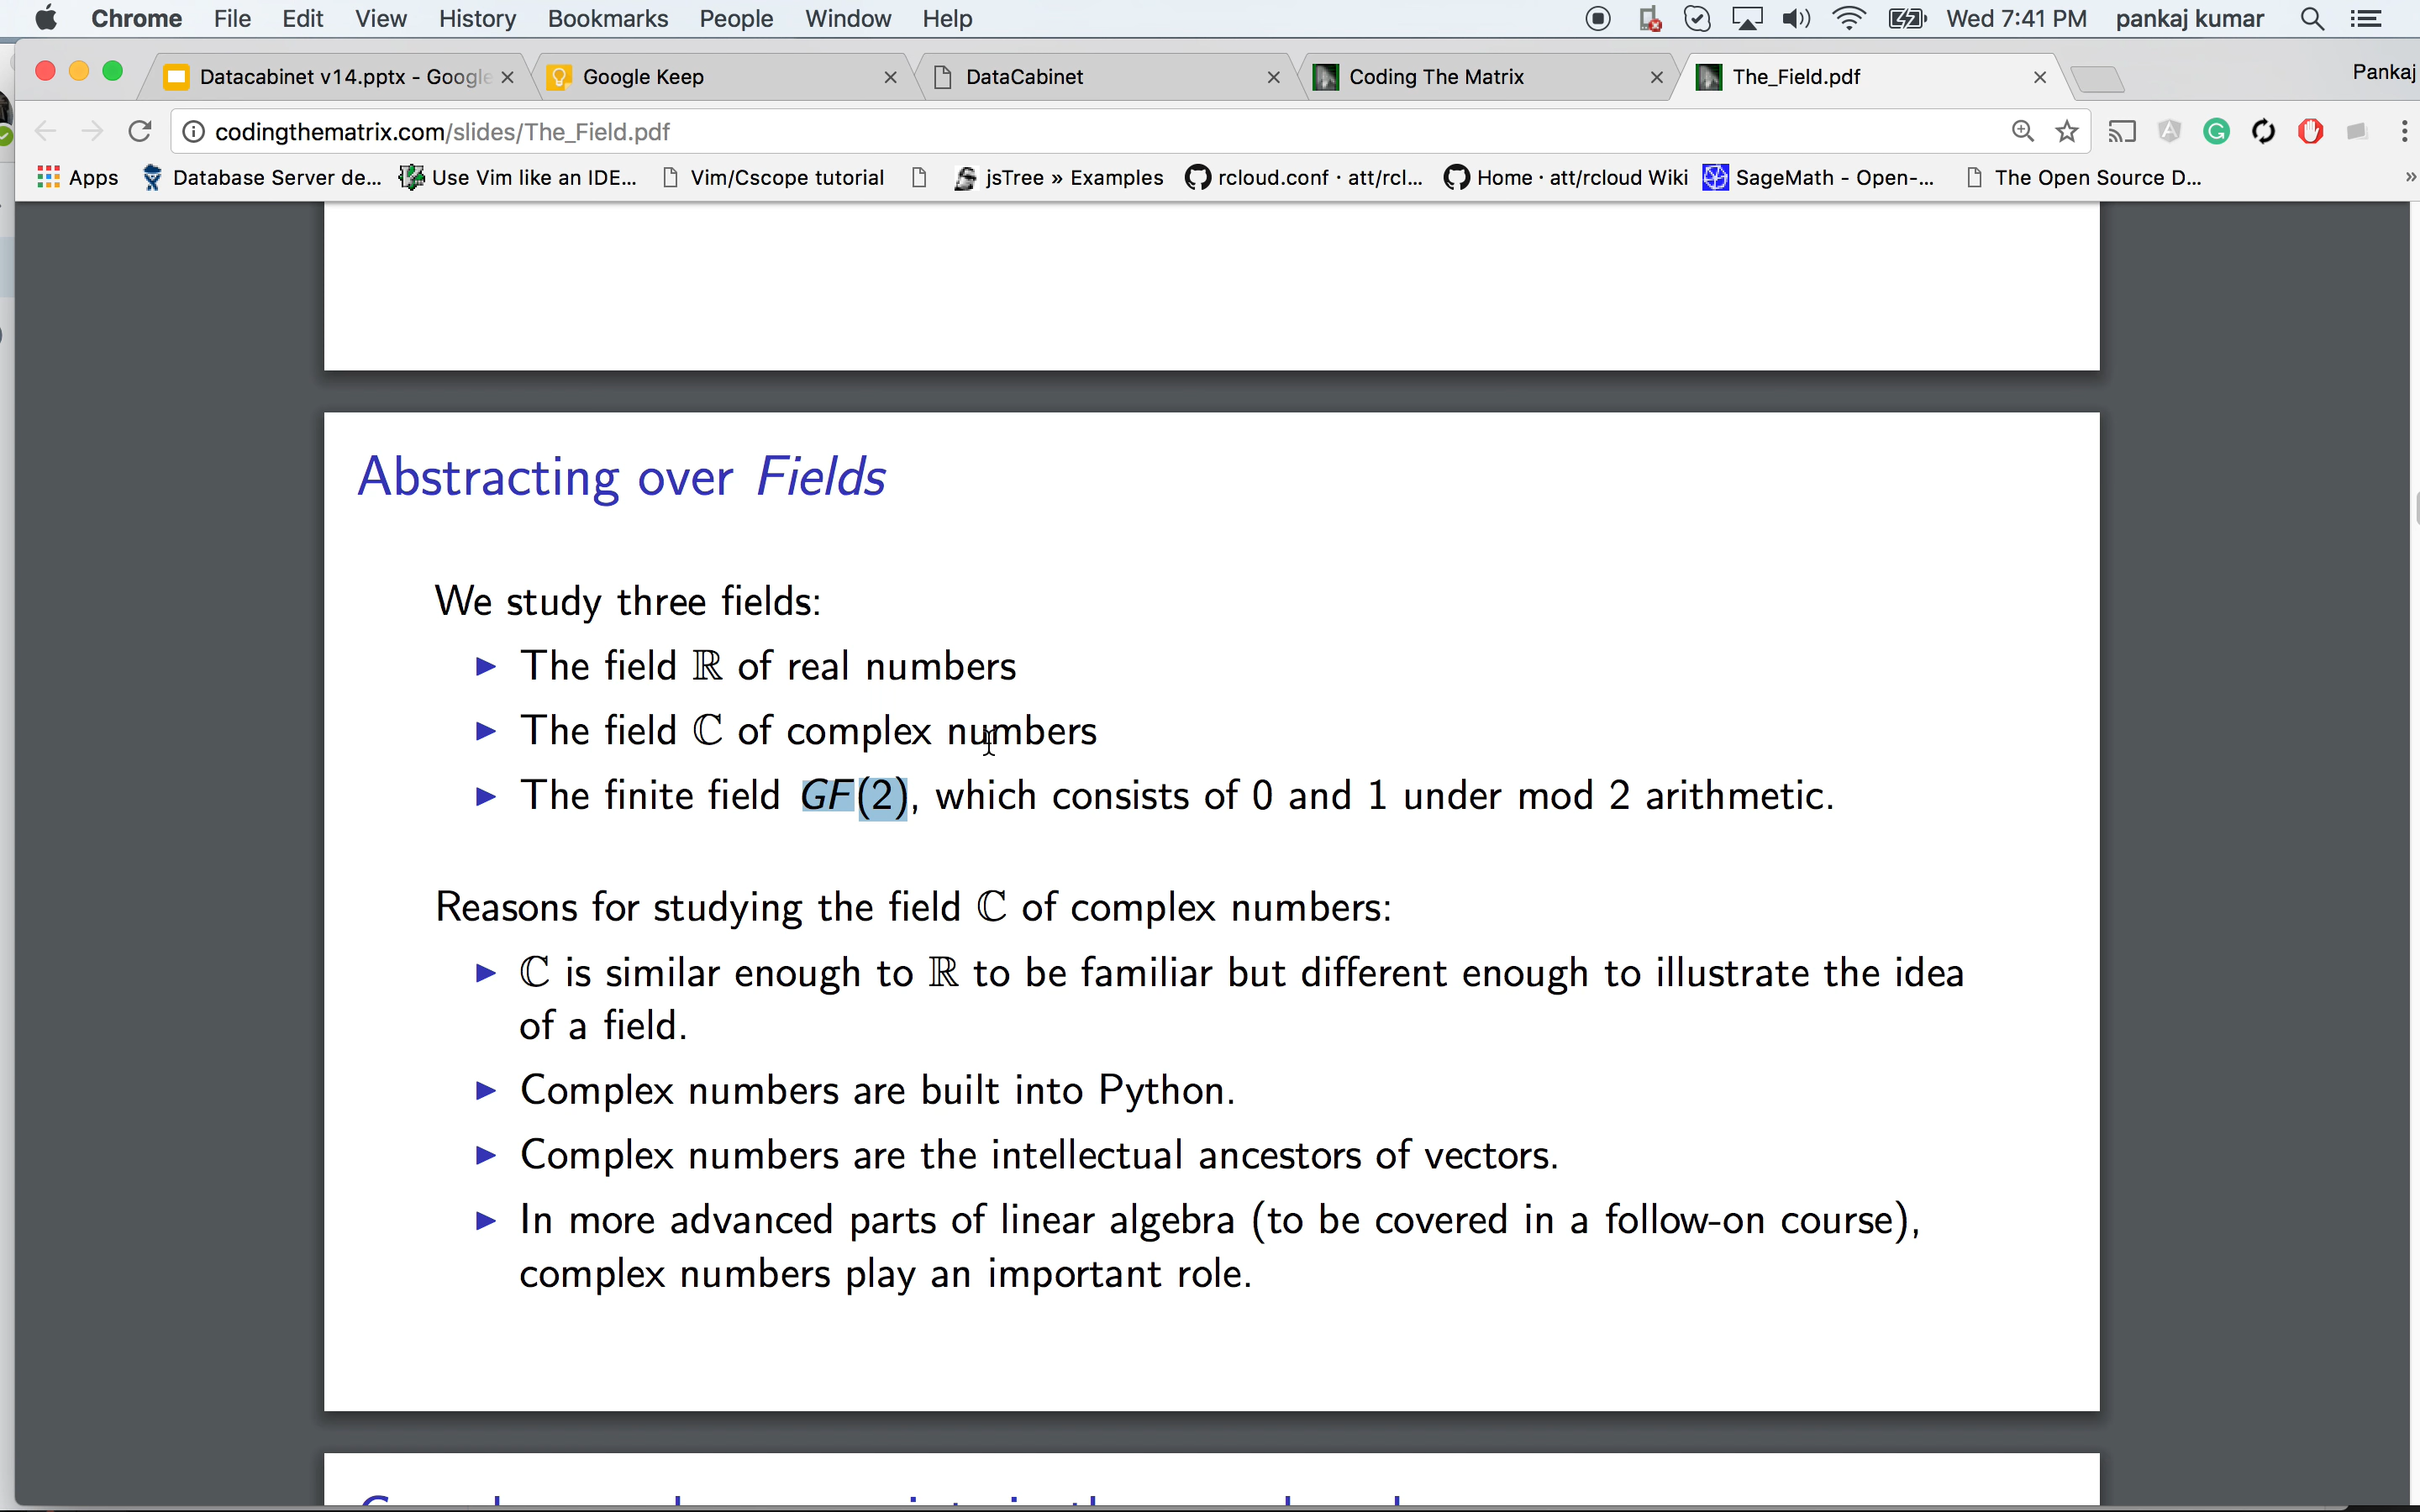 Chrome File Edit View History Bookmarks People Window Help Wed 7:41 PM pankaj kumar
Datacabinet v14.pptx - Google Google Keep DataCabinet Coding The Matrix The_Field.pdf Pankaj
codingthematrix.com/slides/The_Field.pdf
Apps Database Server de... Use Vim like an IDE... Vim/Cscope tutorial jsTree » Examples rcloud.conf · att/rcl... Home · att/rcloud Wiki SageMath - Open-... The Open Source D... »
Abstracting over Fields
We study three fields:
► The field ℝ of real numbers
► The field ℂ of complex numbers
► The finite field GF(2), which consists of 0 and 1 under mod 2 arithmetic.
Reasons for studying the field ℂ of complex numbers:
► ℂ is similar enough to ℝ to be familiar but different enough to illustrate the idea
of a field.
► Complex numbers are built into Python.
► Complex numbers are the intellectual ancestors of vectors.
► In more advanced parts of linear algebra (to be covered in a follow-on course),
complex numbers play an important role.